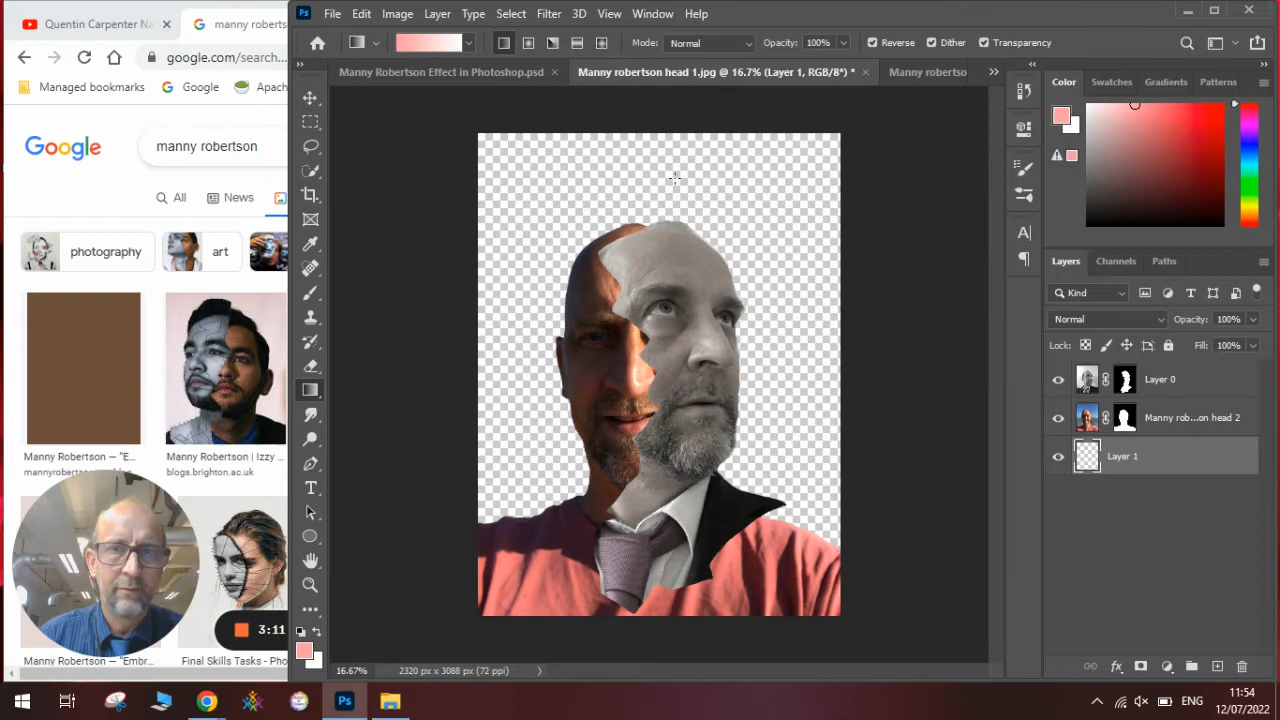 Quentin Carpenter Na
manny roberts
google.com/search...
Managed bookmarks
Google
Apach
Google
manny robertson
All
News
photography
art
Manny Robertson — "E...
mannyrobertson
Manny Robertson | Izzy ...
blogs.brighton.ac.uk
Manny Robertson — "Embr...
Final Skills Tasks - Pho
3:11
Ps
File Edit Image Layer Type Select Filter 3D View Window Help
Mode: Normal Opacity: 100% Reverse Dither Transparency
Manny Robertson Effect in Photoshop.psd
Manny robertson head 1.jpg @ 16.7% (Layer 1, RGB/8*) *
Manny robertso
Color Swatches Gradients Patterns
Layers Channels Paths
Kind
Normal Opacity: 100%
Lock: Fill: 100%
Layer 0
Manny rob...on head 2
Layer 1
16.67% 2320 px x 3088 px (72 ppi)
Ps
ENG
11:54
12/07/2022